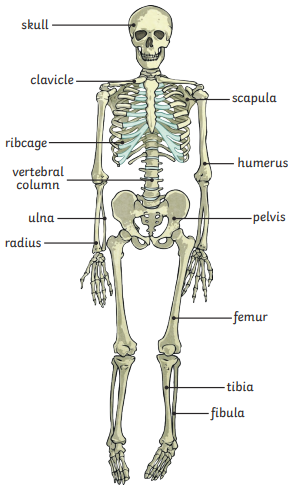 skull
clavicle
scapula
ribcage
humerus
vertebral
column
ulna
pelvis
radius
femur
tibia
fibula